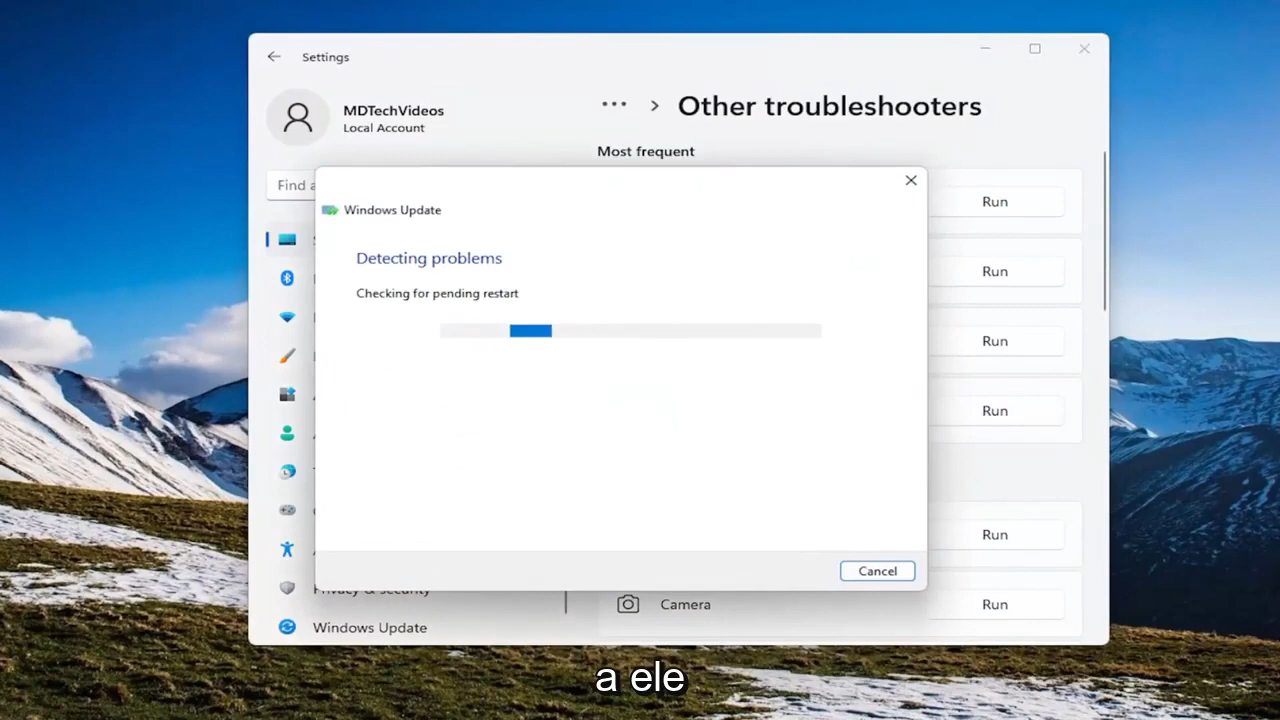 Settings
MDTechVideos
Local Account
Other troubleshooters
Most frequent
Find a
Run
Windows Update
Detecting problems
Run
Checking for pending restart
Run
Run
Run
Cancel
Privacy & security
Camera
Run
Windows Update
a ele